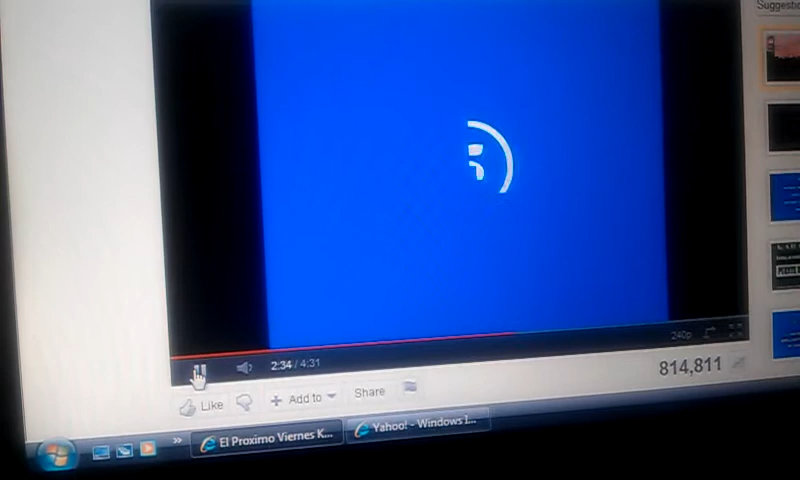 Suggestio
240p
2:34 / 4:31
814,811
Like
Add to
Share
El Proximo Viernes K...
Yahoo! - Windows I...